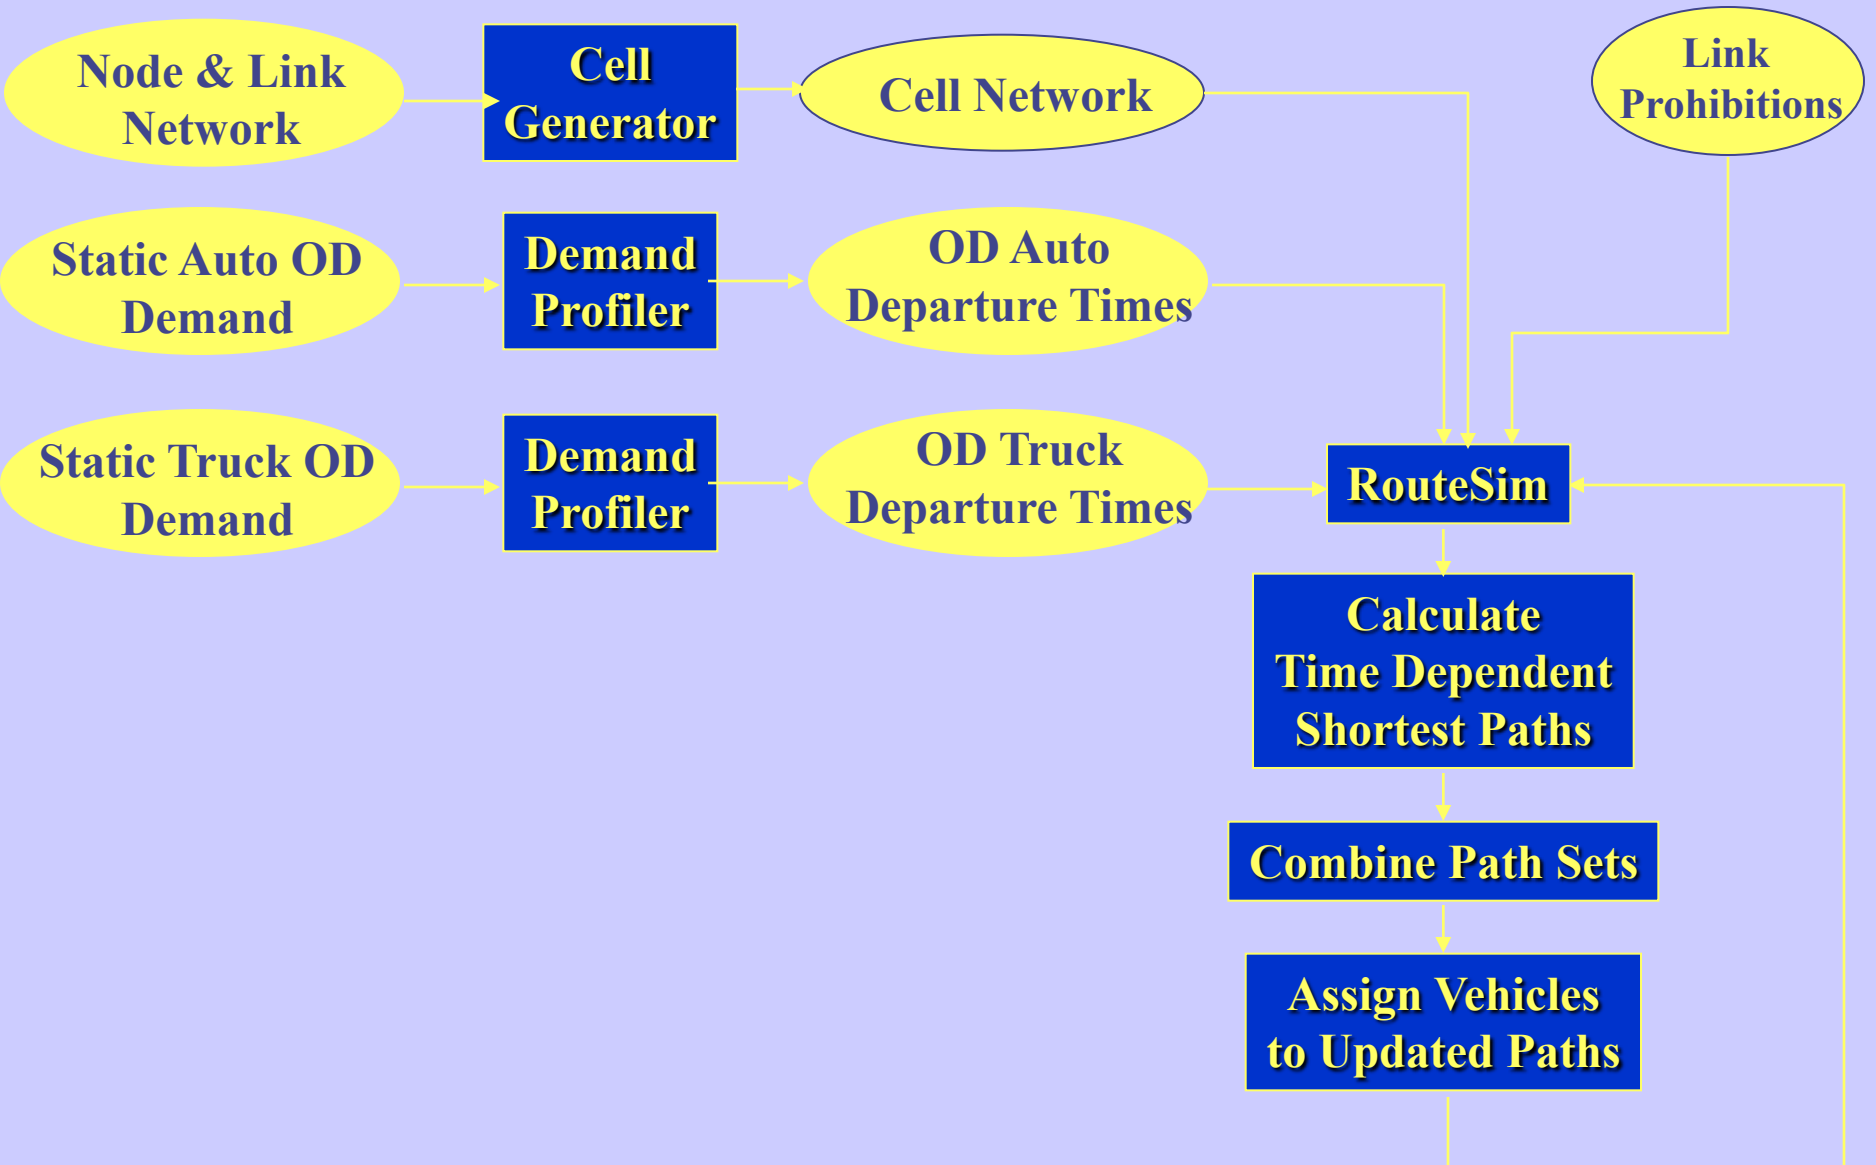 Node & Link
Network
Cell
Generator
Cell Network
Link
Prohibitions
Static Auto OD
Demand
Demand
Profiler
OD Auto
Departure Times
Static Truck OD
Demand
Demand
Profiler
OD Truck
Departure Times
RouteSim
Calculate
Time Dependent
Shortest Paths
Combine Path Sets
Assign Vehicles
to Updated Paths